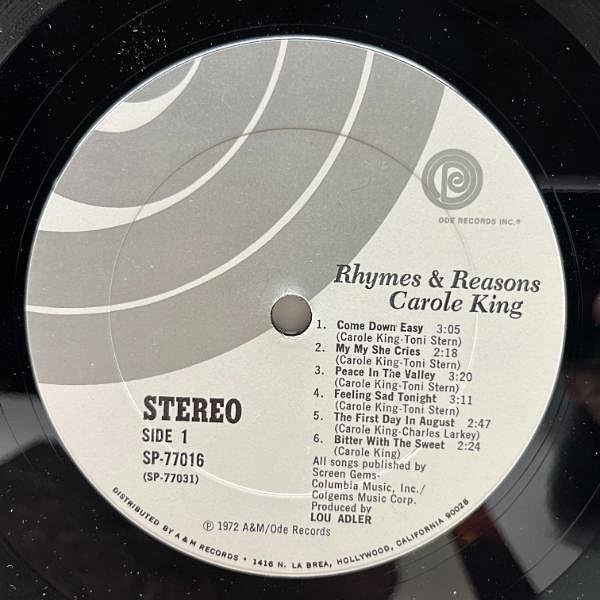 ODE RECORDS INC.®
Rhymes & Reasons
Carole King
1. Come Down Easy 3:05
(Carole King-Toni Stern)
2. My My She Cries 2:18
(Carole King-Toni Stern)
3. Peace In The Valley 3:20
(Carole King-Toni Stern)
4. Feeling Sad Tonight 3:11
(Carole King-Toni Stern)
5. The First Day In August 2:47
(Carole King-Charles Larkey)
6. Bitter With The Sweet 2:24
(Carole King)
All songs published by
Screen Gems-
Columbia Music, Inc./
Colgems Music Corp.
Produced by
LOU ADLER
STEREO
SIDE 1
SP-77016
(SP-77031)
℗ 1972 A&M/Ode Records
DISTRIBUTED BY A & M RECORDS • 1416 N. LA BREA, HOLLYWOOD, CALIFORNIA 90028